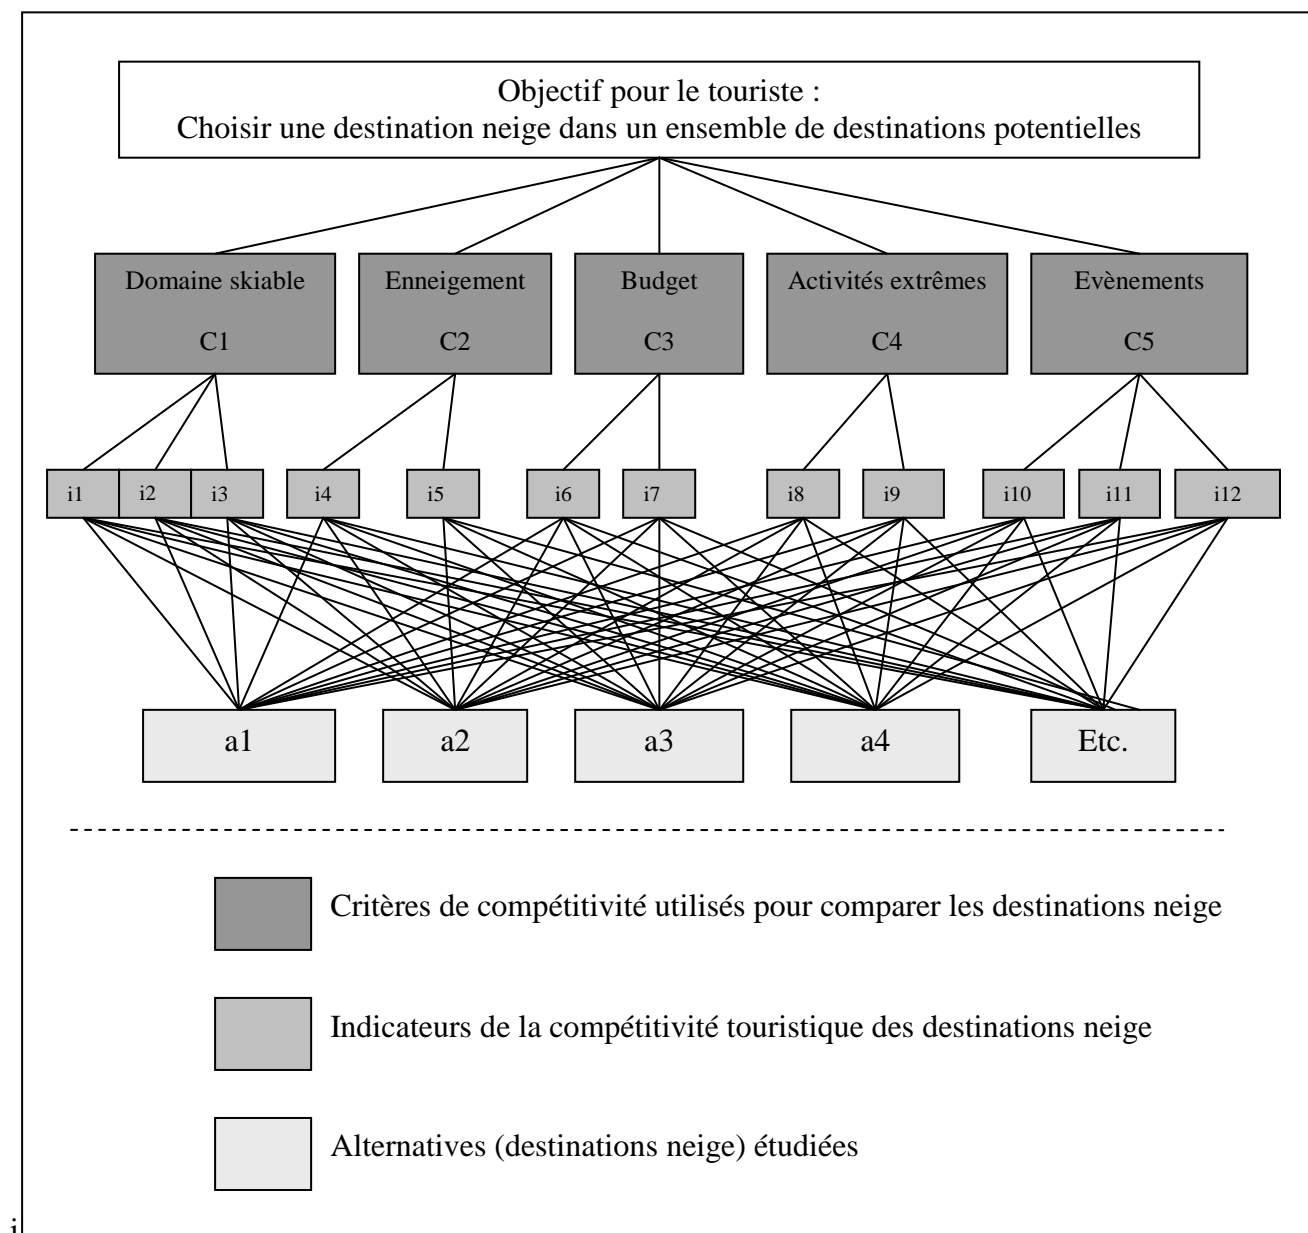 Objectif pour le touriste :
Choisir une destination neige dans un ensemble de destinations potentielles
Domaine skiable Enneigement Budget Activités extrêmes Evènements
C1 C2 C3 C4 C5
i1 i2 i3 i4 i5 i6 i7 i8 i9 i10 i11 i12
a1 a2 a3 a4 Etc.
Critères de compétitivité utilisés pour comparer les destinations neige
Indicateurs de la compétitivité touristique des destinations neige
Alternatives (destinations neige) étudiées
i